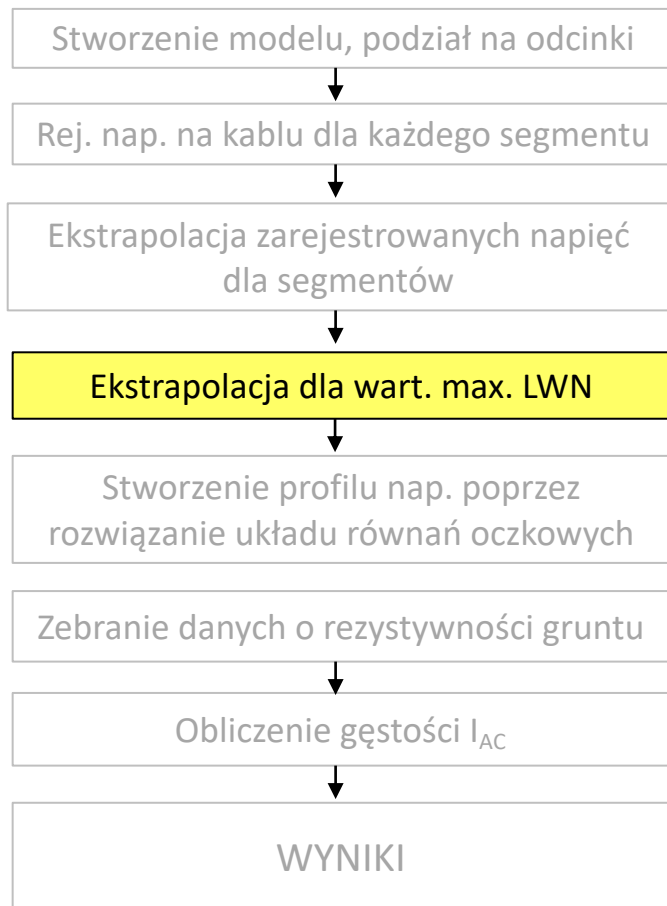 Stworzenie modelu, podział na odcinki
Rej. nap. na kablu dla każdego segmentu
Ekstrapolacja zarejestrowanych napięć
dla segmentów
Ekstrapolacja dla wart. max. LWN
Stworzenie profilu nap. poprzez
rozwiązanie układu równań oczkowych
Zebranie danych o rezystywności gruntu
Obliczenie gęstości I_AC
WYNIKI